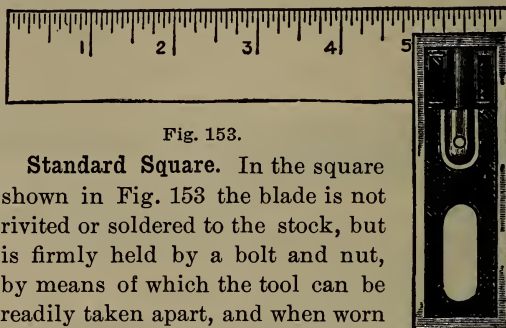 1 2 3 4 5
Fig. 153.
Standard Square. In the square
shown in Fig. 153 the blade is not
rivited or soldered to the stock, but
is firmly held by a bolt and nut,
by means of which the tool can be
readily taken apart, and when worn